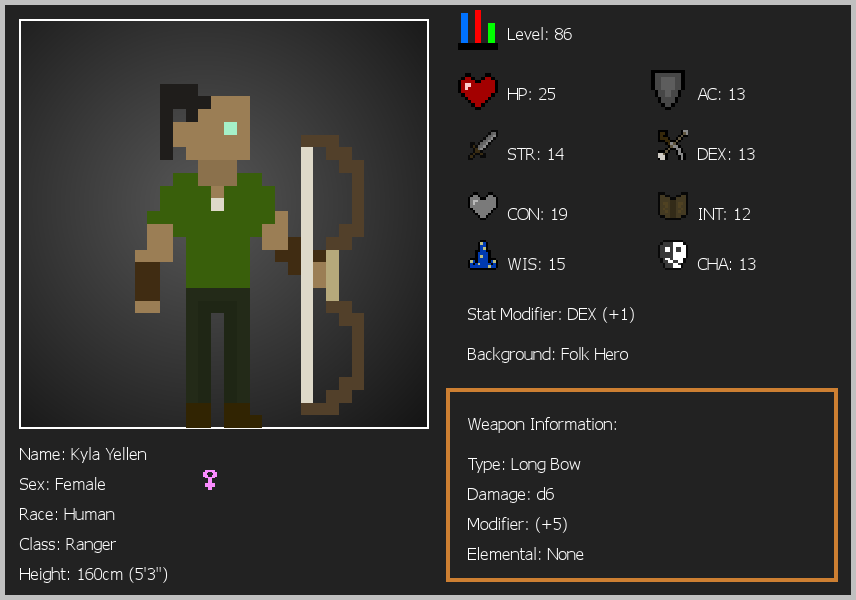 Level: 86
HP: 25
AC: 13
STR: 14
DEX: 13
CON: 19
INT: 12
WIS: 15
CHA: 13
Stat Modifier: DEX (+1)
Background: Folk Hero
Weapon Information:
Type: Long Bow
Damage: d6
Modifier: (+5)
Elemental: None
Name: Kyla Yellen
Sex: Female
Race: Human
Class: Ranger
Height: 160cm (5'3")